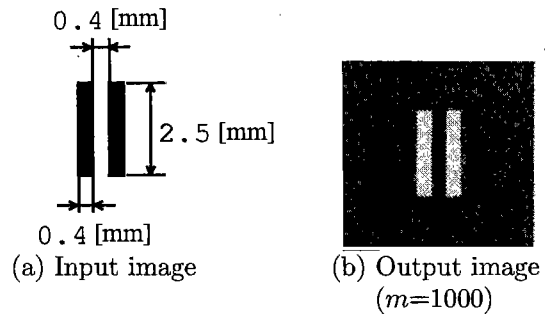 0.4 [mm]
2.5 [mm]
0.4 [mm]
(a) Input image
(b) Output image
(m=1000)